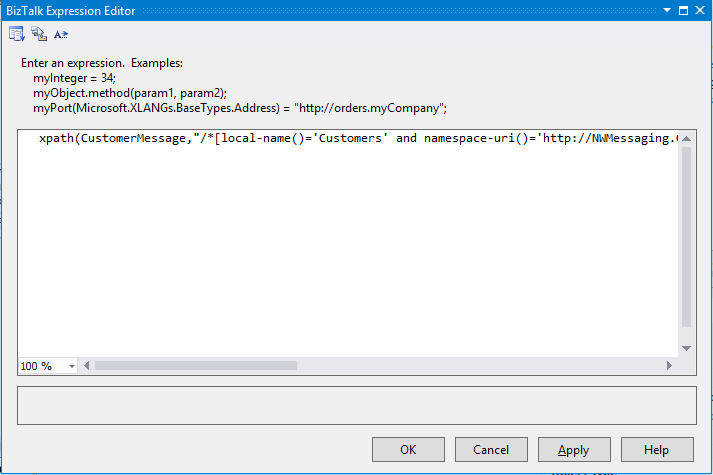 BizTalk Expression Editor
A
Enter an expression. Examples:
myInteger = 34;
myObject.method(param1, param2);
myPort(Microsoft.XLANGs.BaseTypes.Address) = "http://orders.myCompany";
xpath(CustomerMessage,"/*[local-name()='Customers' and namespace-uri()='http://NWMessaging.
100 %
OK
Cancel
Apply
Help